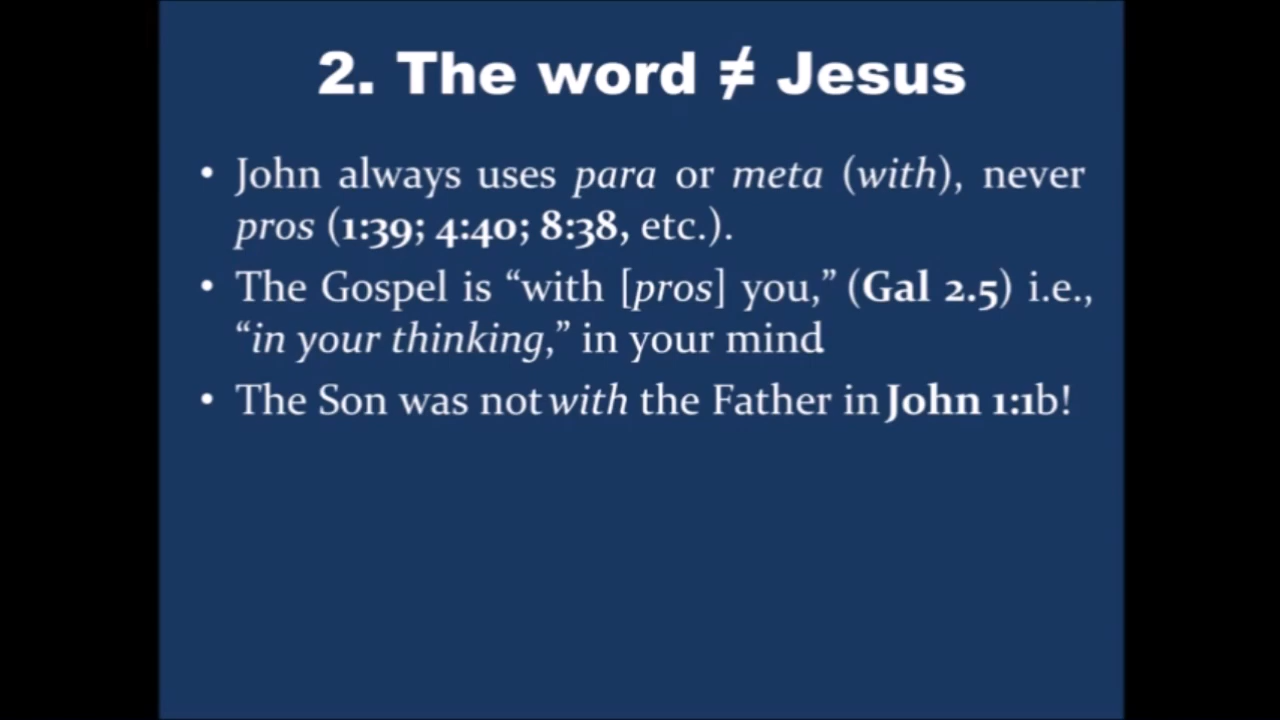 2. The word ≠ Jesus
• John always uses para or meta (with), never
pros (1:39; 4:40; 8:38, etc.).
• The Gospel is “with [pros] you,” (Gal 2.5) i.e.,
“in your thinking,” in your mind.
• The Son was not with the Father in John 1:1b!